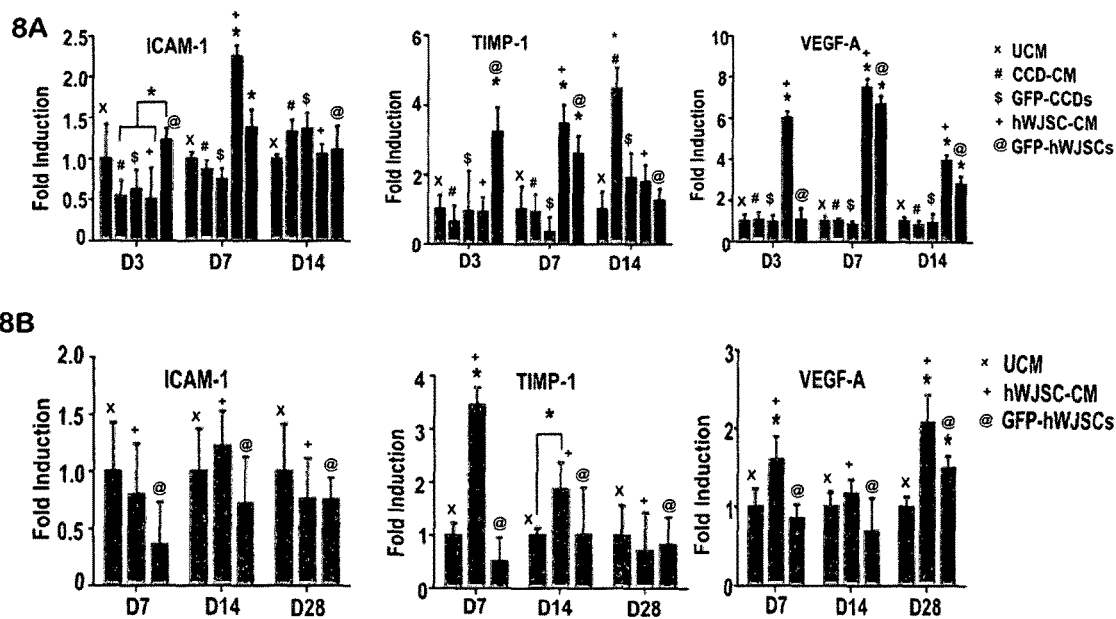 8A
ICAM-1
Fold Induction
2.5
2.0
1.5
1.0
0.5
0
x # $ + * @
x # $ + * *
x # $ + @
D3 D7 D14
TIMP-1
Fold Induction
6
4
2
0
x # $ + @ *
x # $ + * @ *
x * # $ + @
D3 D7 D14
VEGF-A
Fold Induction
10
8
6
4
2
0
x # $ + * @
x # $ + * @ *
x # $ + * @ *
D3 D7 D14
x UCM
# CCD-CM
$ GFP-CCDs
+ hWJSC-CM
@ GFP-hWJSCs
8B
ICAM-1
Fold Induction
2.0
1.5
1.0
0.5
0
x + @
x + @
x + @
D7 D14 D28
TIMP-1
Fold Induction
4
3
2
1
0
x + * @
x * + @
x + @
D7 D14 D28
VEGF-A
Fold Induction
3
2
1
0
x + * @
x + @
x + * @ *
D7 D14 D28
x UCM
+ hWJSC-CM
@ GFP-hWJSCs